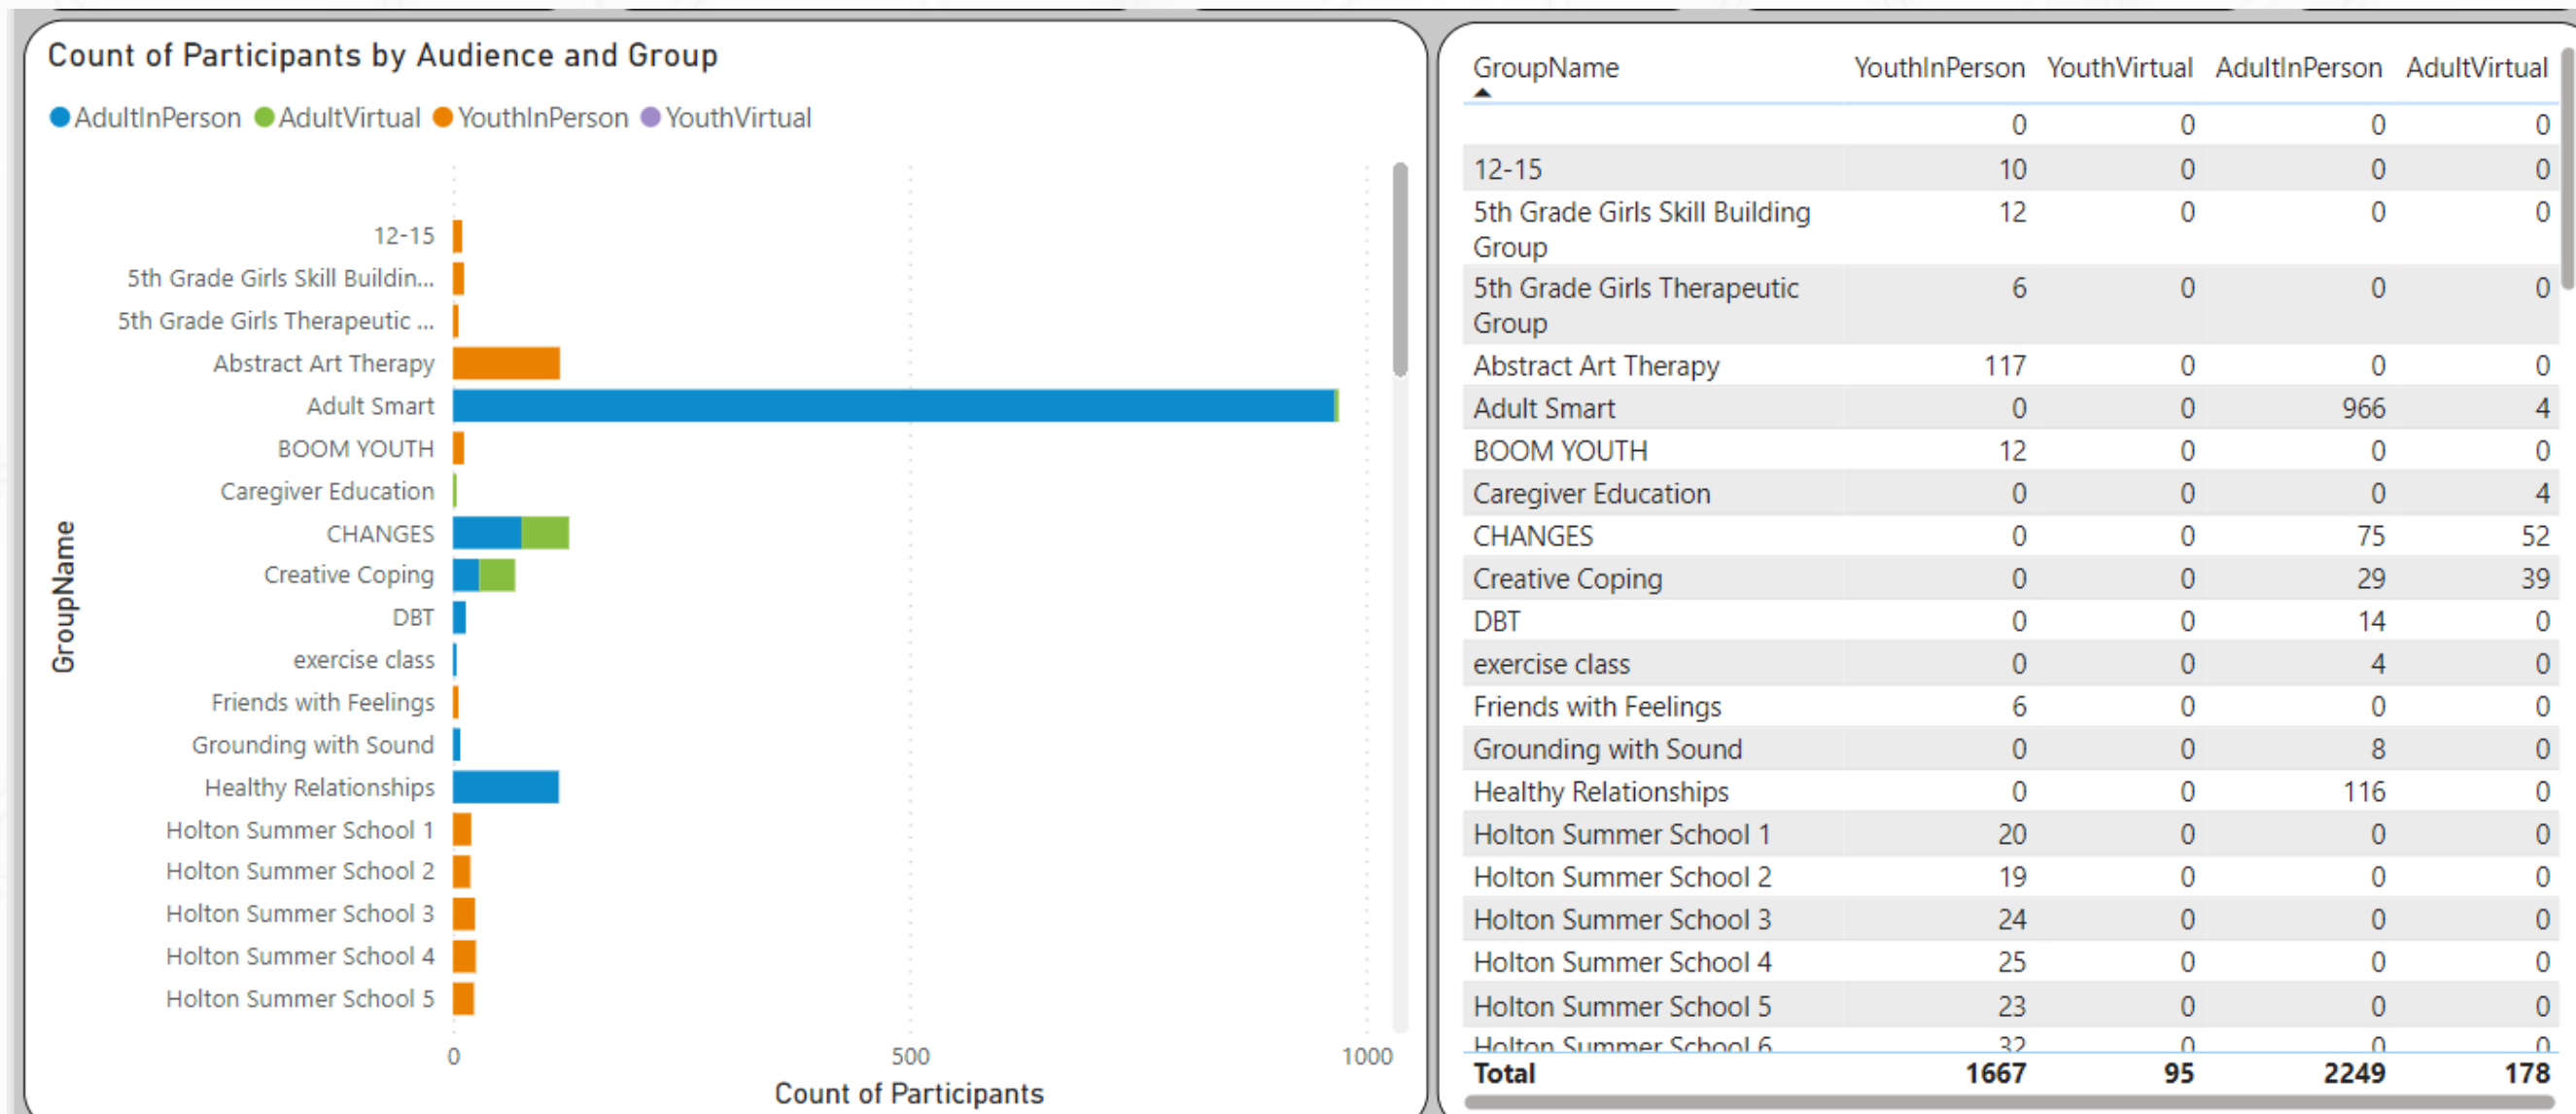 Count of Participants by Audience and Group
AdultInPerson AdultVirtual YouthInPerson YouthVirtual
GroupName
12-15
5th Grade Girls Skill Buildin...
5th Grade Girls Therapeutic ...
Abstract Art Therapy
Adult Smart
BOOM YOUTH
Caregiver Education
CHANGES
Creative Coping
DBT
exercise class
Friends with Feelings
Grounding with Sound
Healthy Relationships
Holton Summer School 1
Holton Summer School 2
Holton Summer School 3
Holton Summer School 4
Holton Summer School 5
0 500 1000
Count of Participants
GroupName YouthInPerson YouthVirtual AdultInPerson AdultVirtual
0 0 0 0
12-15 10 0 0 0
5th Grade Girls Skill Building 12 0 0 0
Group
5th Grade Girls Therapeutic 6 0 0 0
Group
Abstract Art Therapy 117 0 0 0
Adult Smart 0 0 966 4
BOOM YOUTH 12 0 0 0
Caregiver Education 0 0 0 4
CHANGES 0 0 75 52
Creative Coping 0 0 29 39
DBT 0 0 14 0
exercise class 0 0 4 0
Friends with Feelings 6 0 0 0
Grounding with Sound 0 0 8 0
Healthy Relationships 0 0 116 0
Holton Summer School 1 20 0 0 0
Holton Summer School 2 19 0 0 0
Holton Summer School 3 24 0 0 0
Holton Summer School 4 25 0 0 0
Holton Summer School 5 23 0 0 0
Holton Summer School 6 32 0 0 0
Total 1667 95 2249 178